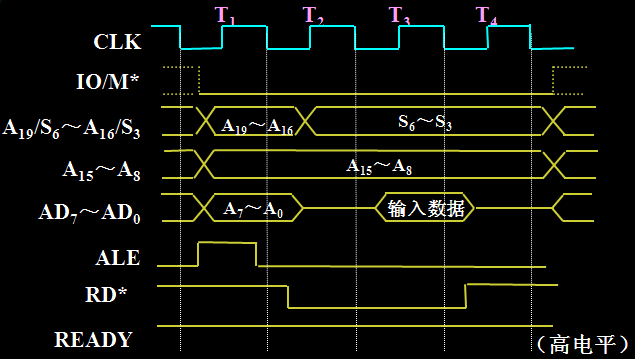 T1 T2 T3 T4
CLK
IO/M*
A19/S6～A16/S3 A19～A16 S6～S3
A15～A8 A15～A8
AD7～AD0 A7～A0 输入数据
ALE
RD*
READY （高电平）